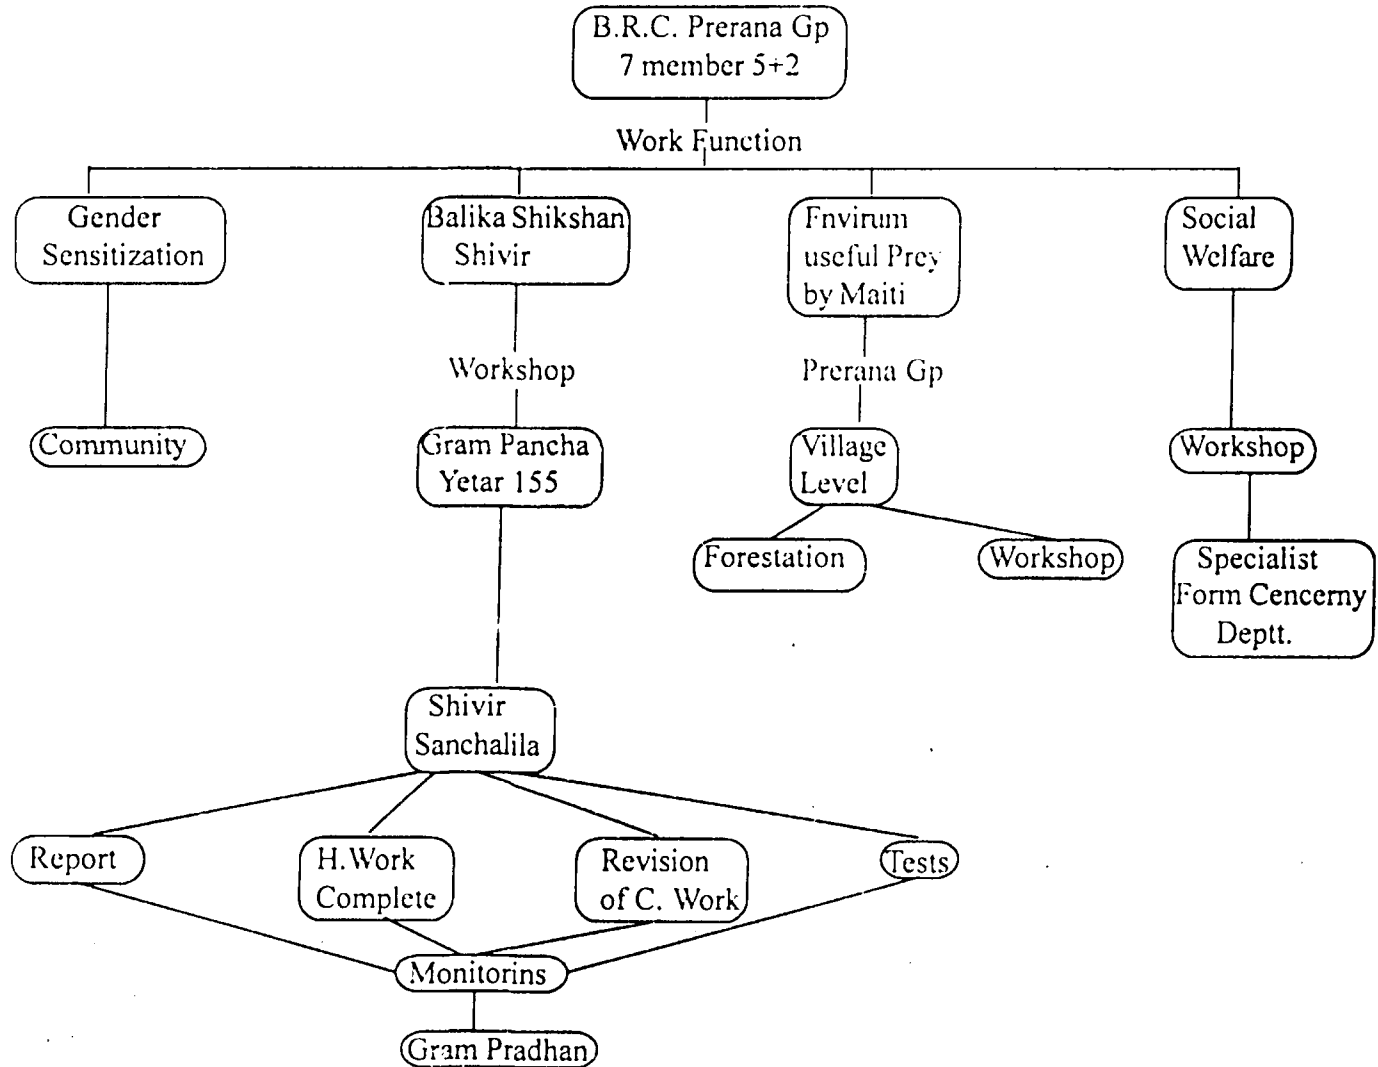 B.R.C. Prerana Gp
7 member 5+2
Work Function
Gender
Sensitization
Balika Shikshan
Shivir
Fnvirum
useful Prey
by Maiti
Social
Welfare
Workshop
Prerana Gp
Community
Gram Pancha
Yetar 155
Village
Level
Workshop
Forestation
Workshop
Specialist
Form Cencerny
Deptt.
Shivir
Sanchalila
Report
H.Work
Complete
Revision
of C. Work
Tests
Monitorins
Gram Pradhan